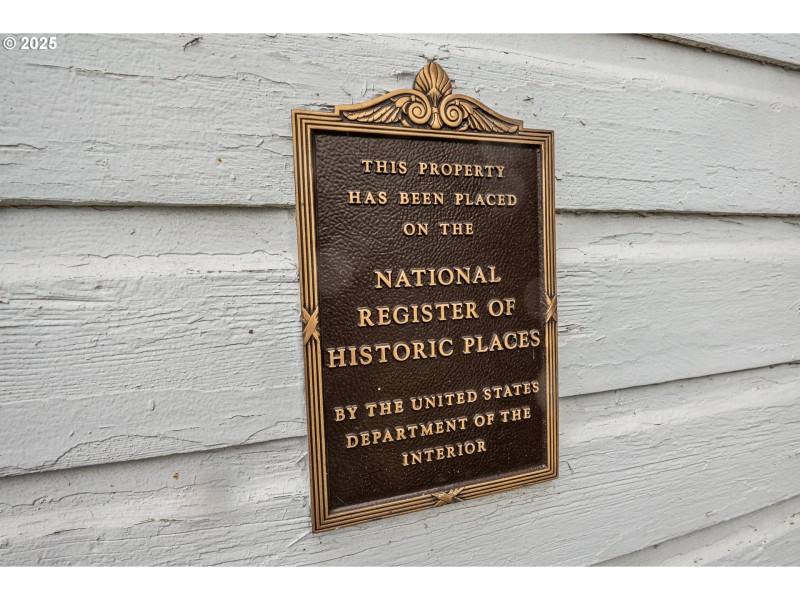 © 2025
THIS PROPERTY
HAS BEEN PLACED
ON THE
NATIONAL
REGISTER OF
HISTORIC PLACES
BY THE UNITED STATES
DEPARTMENT OF THE
INTERIOR